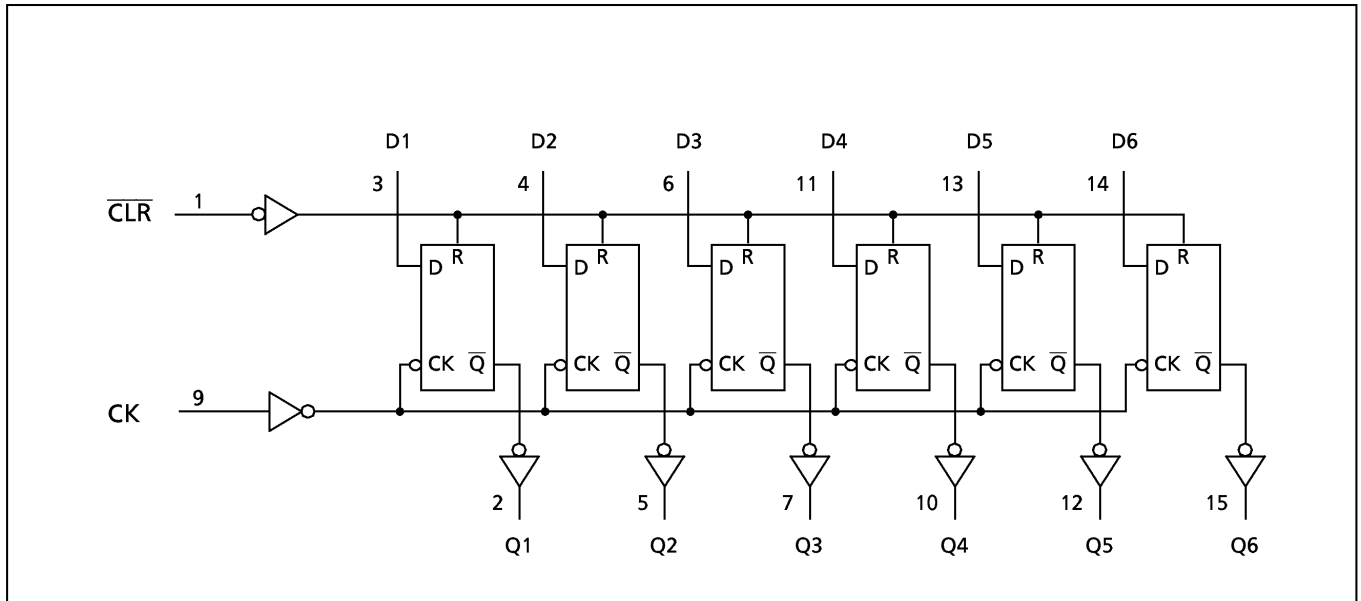 D1 D2 D3 D4 D5 D6
3 4 6 11 13 14
C̅L̅R̅ 1
R R R R R R
D D D D D D
CK Q̅ CK Q̅ CK Q̅ CK Q̅ CK Q̅ CK Q̅
CK 9
2 5 7 10 12 15
Q1 Q2 Q3 Q4 Q5 Q6